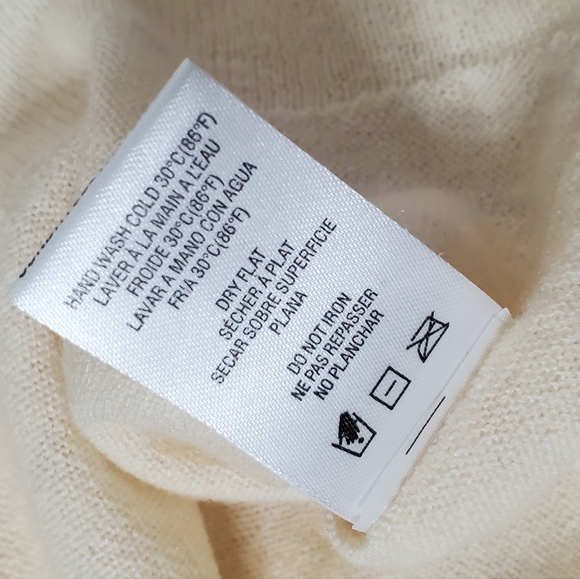 HAND WASH COLD 30°C(86°F)
LAVER À LA MAIN A L'EAU
FROIDE 30°C(86°F)
LAVAR A MANO CON AGUA
FR/A 30°C(86°F)
DRY FLAT
SÉCHER À PLAT
SECAR SOBRE SUPERFICIE
PLANA
DO NOT IRON
NE PAS REPASSER
NO PLANCHAR